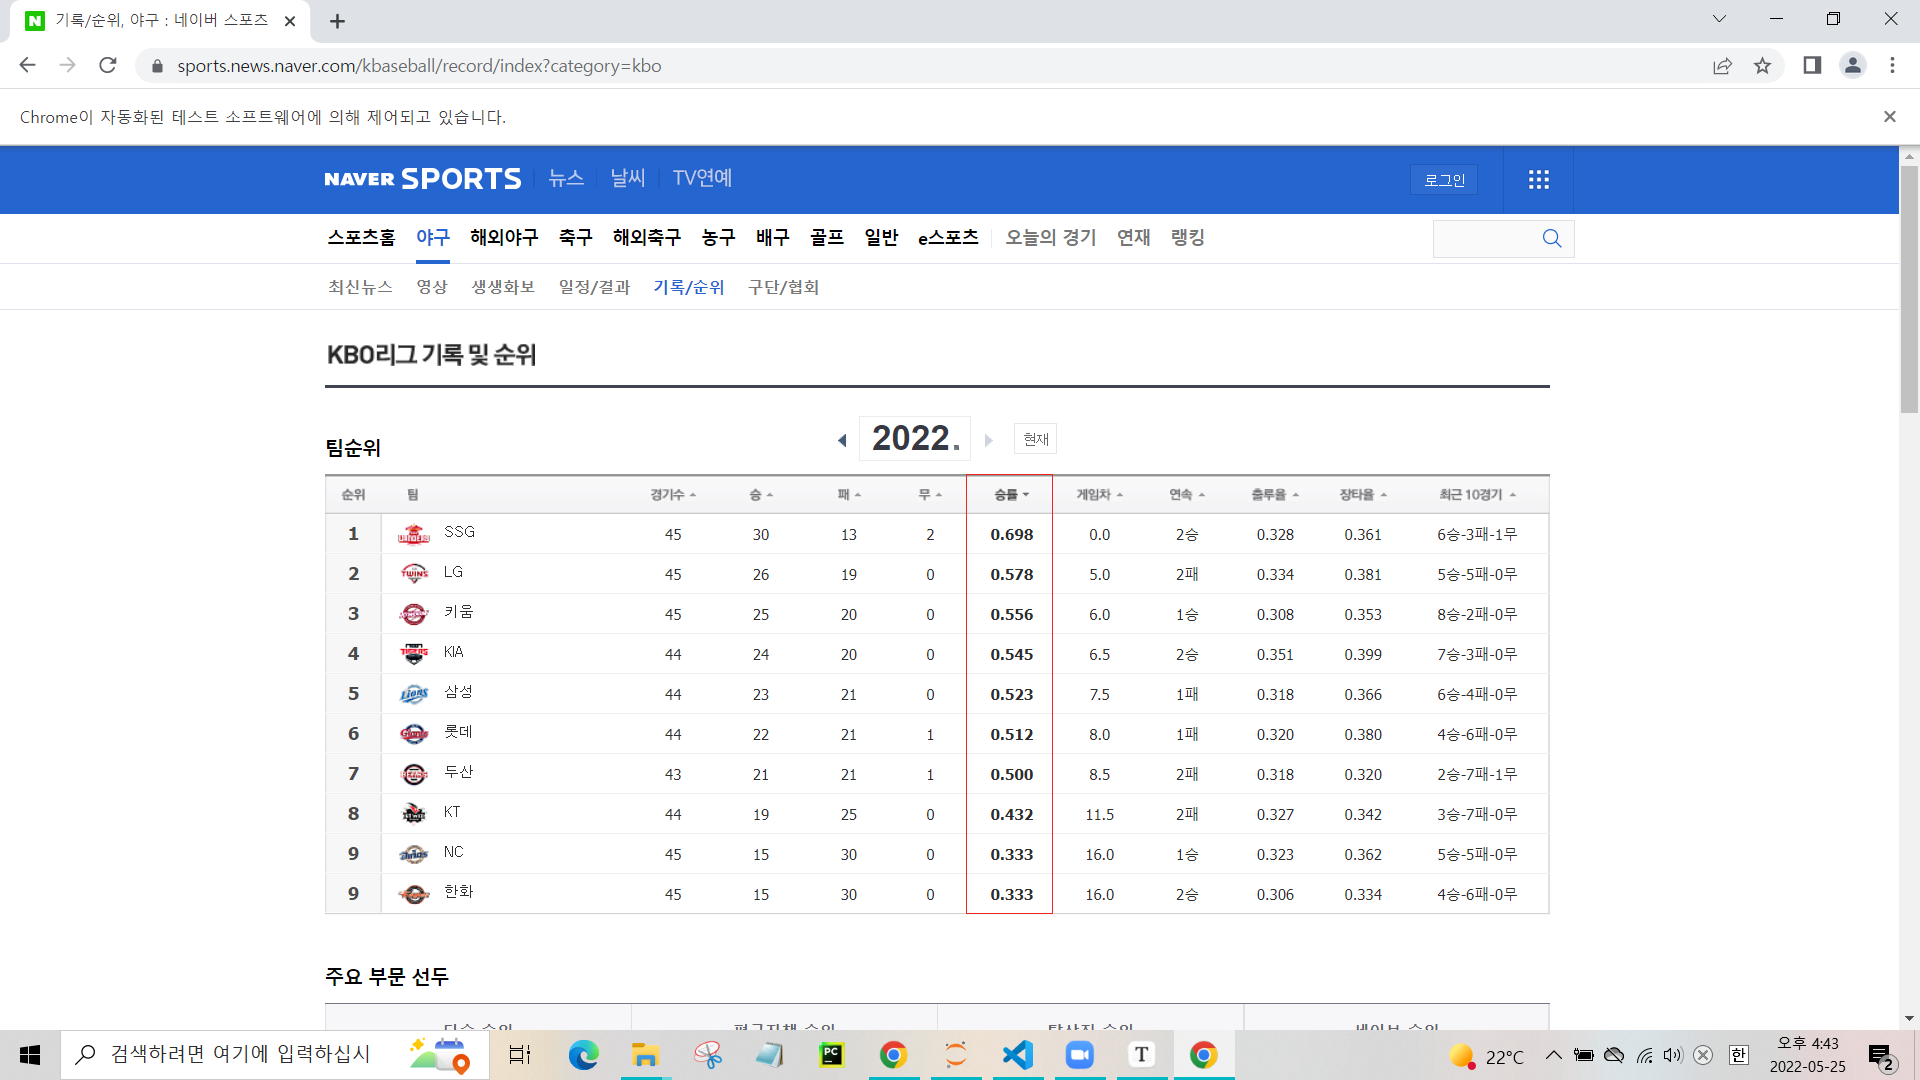 기록/순위, 야구 : 네이버 스포츠
sports.news.naver.com/kbaseball/record/index?category=kbo
Chrome이 자동화된 테스트 소프트웨어에 의해 제어되고 있습니다.
NAVER SPORTS 뉴스 날씨 TV연예 로그인
스포츠홈 야구 해외야구 축구 해외축구 농구 배구 골프 일반 e스포츠 오늘의 경기 연재 랭킹
최신뉴스 영상 생생화보 일정/결과 기록/순위 구단/협회
KBO리그 기록 및 순위
팀순위 2022. 현재
순위 팀 경기수 승 패 무 승률 게임차 연속 출루율 장타율 최근 10경기
1 SSG 45 30 13 2 0.698 0.0 2승 0.328 0.361 6승-3패-1무
2 TWINS LG 45 26 19 0 0.578 5.0 2패 0.334 0.381 5승-5패-0무
3 키움 45 25 20 0 0.556 6.0 1승 0.308 0.353 8승-2패-0무
4 TIGERS KIA 44 24 20 0 0.545 6.5 2승 0.351 0.399 7승-3패-0무
5 Lions 삼성 44 23 21 0 0.523 7.5 1패 0.318 0.366 6승-4패-0무
6 Giants 롯데 44 22 21 1 0.512 8.0 1패 0.320 0.380 4승-6패-0무
7 BEARS 두산 43 21 21 1 0.500 8.5 2패 0.318 0.320 2승-7패-1무
8 KT 44 19 25 0 0.432 11.5 2패 0.327 0.342 3승-7패-0무
9 NC 45 15 30 0 0.333 16.0 1승 0.323 0.362 5승-5패-0무
9 한화 45 15 30 0 0.333 16.0 2승 0.306 0.334 4승-6패-0무
주요 부문 선두
검색하려면 여기에 입력하십시 PC T 22°C 한 오후 4:43
2022-05-25 2